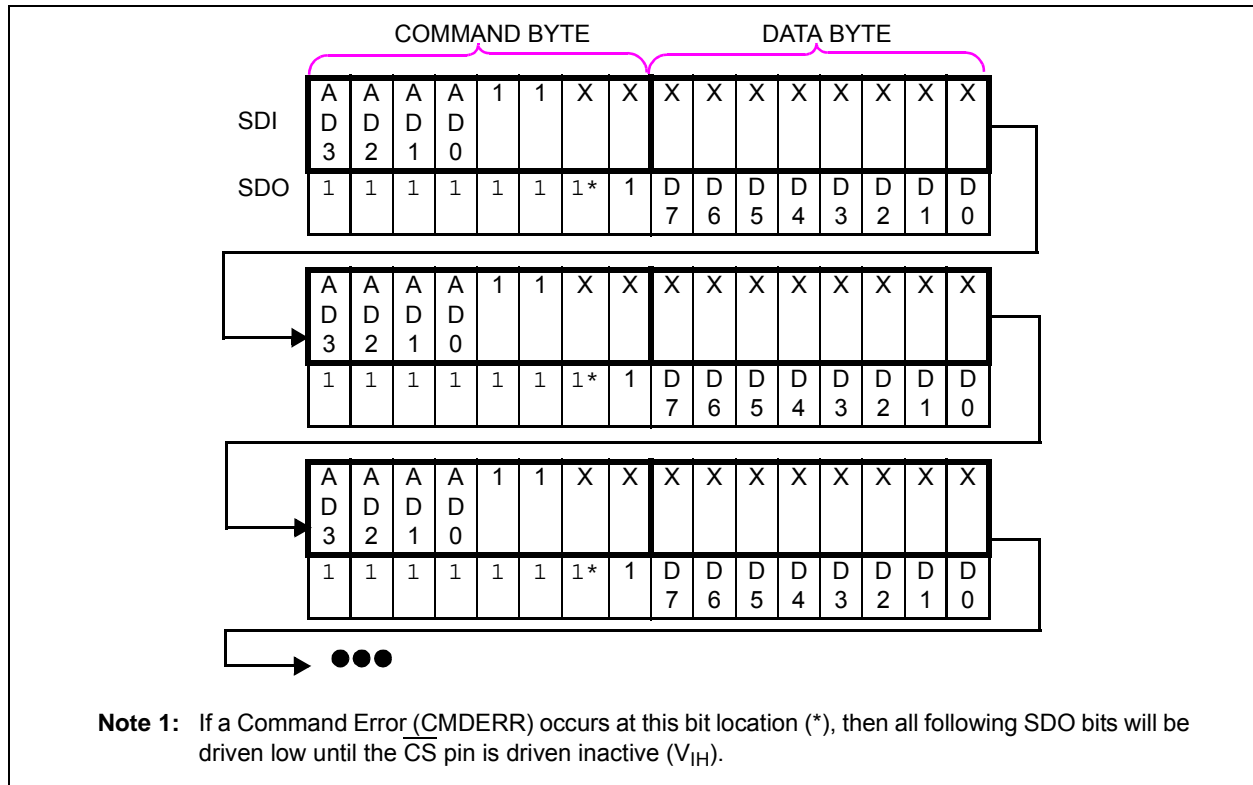 COMMAND BYTE DATA BYTE
SDI
A A A A 1 1 X X X X X X X X X X
D D D D
3 2 1 0
SDO
1 1 1 1 1 1 1* 1 D D D D D D D D
7 6 5 4 3 2 1 0
A A A A 1 1 X X X X X X X X X X
D D D D
3 2 1 0
1 1 1 1 1 1 1* 1 D D D D D D D D
7 6 5 4 3 2 1 0
A A A A 1 1 X X X X X X X X X X
D D D D
3 2 1 0
1 1 1 1 1 1 1* 1 D D D D D D D D
7 6 5 4 3 2 1 0
Note 1: If a Command Error (CMDERR) occurs at this bit location (*), then all following SDO bits will be
driven low until the CS pin is driven inactive (VIH).